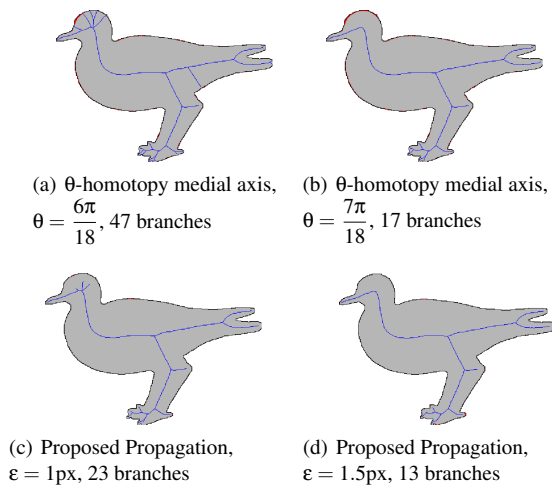 (a) θ-homotopy medial axis,
θ = 6π/18, 47 branches
(b) θ-homotopy medial axis,
θ = 7π/18, 17 branches
(c) Proposed Propagation,
ε = 1px, 23 branches
(d) Proposed Propagation,
ε = 1.5px, 13 branches